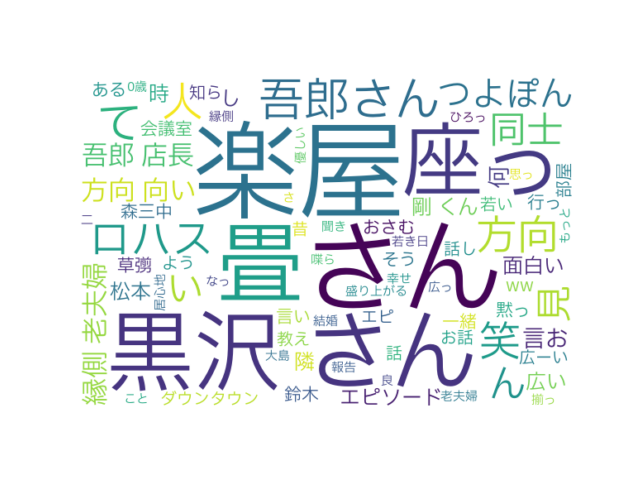 ある
0歳
時
人
知らし
縁側
吾郎さん
つよぽん
て
会議室
優しい
ひろっ
同士
吾郎 店長
楽屋
座っ
何
思っ
部屋
方向 向い
さ
剛 くん
若い
行っ
もっと
二
森三中
昔
聞き
おさむ
方向
ロハス
畳
さん
若き日
話し
草彅
よう
なっ
喋ら
そう
面白い
縁側 老夫婦
松本
居心地
い
盛り上がる
幸せ
広っ
ww
見
黒沢
さん
言い
結婚
エピ
一緒
黙っ
言お
教え
隣
話
お話
笑
広ーい
大島
報告
良
ん
広い
こと
ダウンタウン
鈴木
エピソード
老夫婦
揃っ